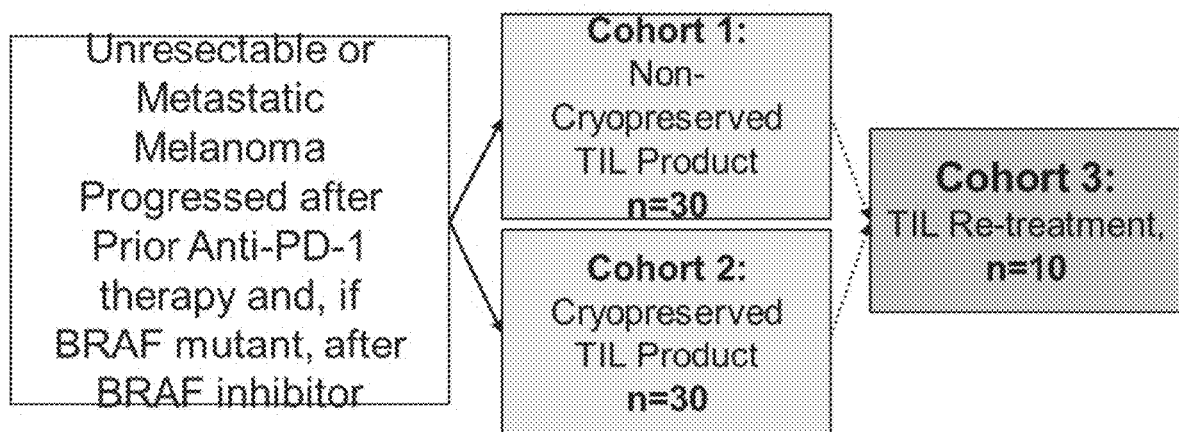 Unresectable or
Metastatic
Melanoma
Progressed after
Prior Anti-PD-1
therapy and, if
BRAF mutant, after
BRAF inhibitor
Cohort 1:
Non-
Cryopreserved
TIL Product
n=30
Cohort 2:
Cryopreserved
TIL Product
n=30
Cohort 3:
TIL Re-treatment,
n=10